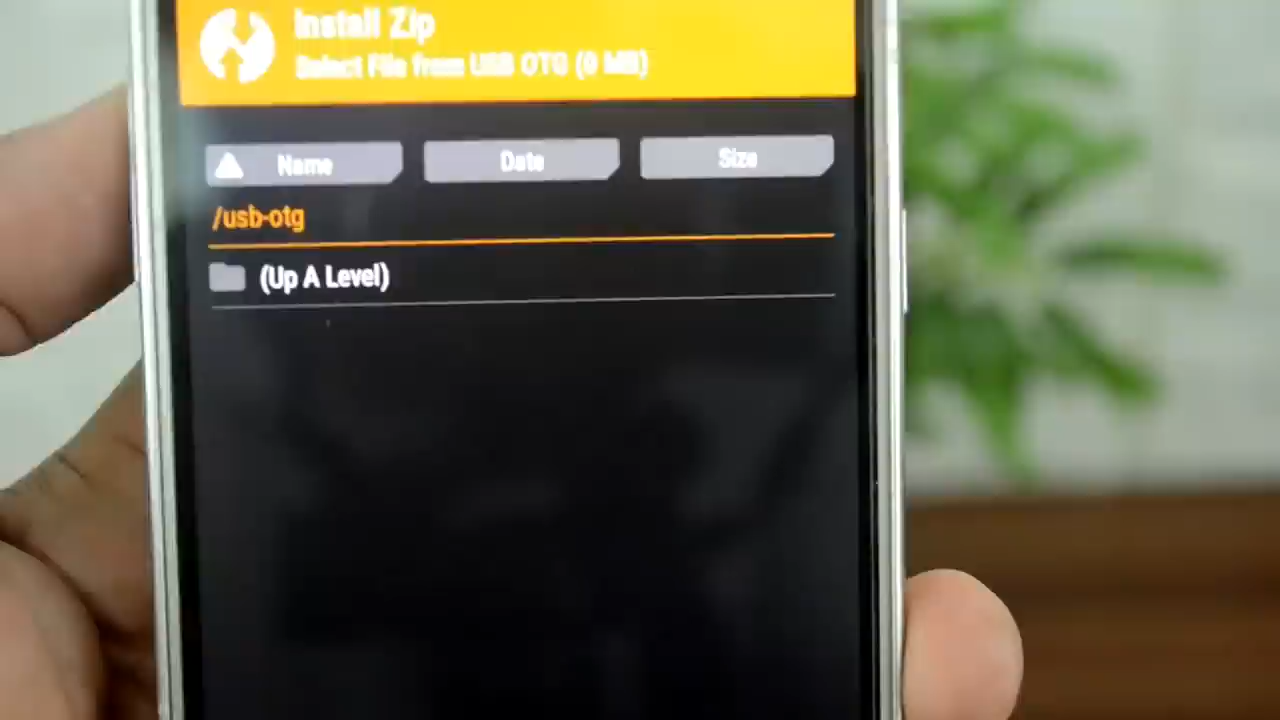 Install Zip
Select File from USB OTG (0 MB)
Name
Date
Size
/usb-otg
(Up A Level)